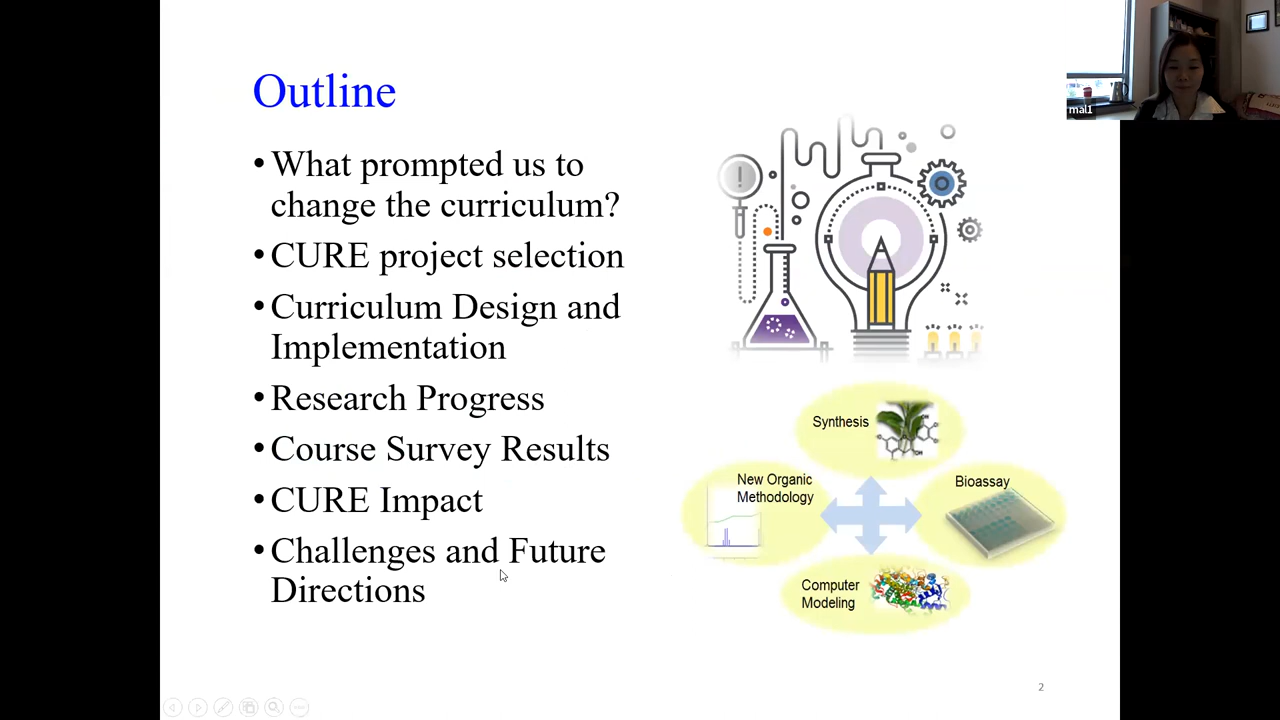 Outline
• What prompted us to
change the curriculum?
• CURE project selection
• Curriculum Design and
Implementation
• Research Progress
• Course Survey Results
• CURE Impact
• Challenges and Future
Directions
Synthesis
New Organic
Methodology
Bioassay
Computer
Modeling
2
mal1